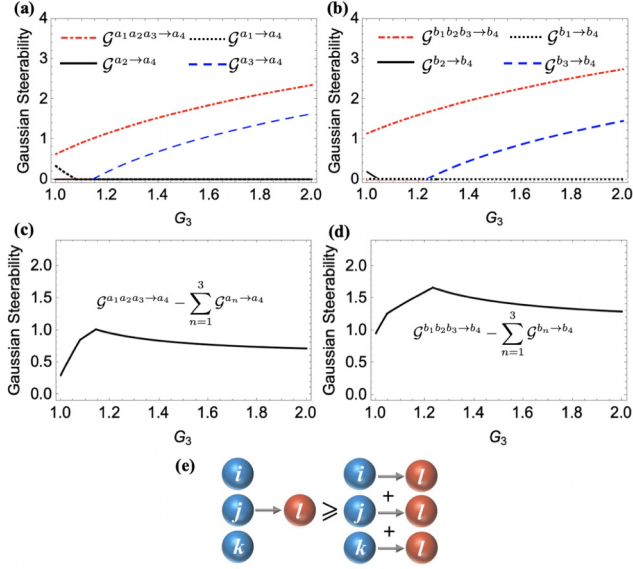 (a)
𝒢^{a₁a₂a₃→a₄} 𝒢^{a₁→a₄}
𝒢^{a₂→a₄} 𝒢^{a₃→a₄}
Gaussian Steerability
4
3
2
1
0
1.0 1.2 1.4 1.6 1.8 2.0
G₃
(b)
𝒢^{b₁b₂b₃→b₄} 𝒢^{b₁→b₄}
𝒢^{b₂→b₄} 𝒢^{b₃→b₄}
Gaussian Steerability
4
3
2
1
0
1.0 1.2 1.4 1.6 1.8 2.0
G₃
(c)
𝒢^{a₁a₂a₃→a₄} − ∑_{n=1}^{3} 𝒢^{aₙ→a₄}
Gaussian Steerability
2.0
1.5
1.0
0.5
0.0
1.0 1.2 1.4 1.6 1.8 2.0
G₃
(d)
𝒢^{b₁b₂b₃→b₄} − ∑_{n=1}^{3} 𝒢^{bₙ→b₄}
Gaussian Steerability
2.0
1.5
1.0
0.5
0.0
1.0 1.2 1.4 1.6 1.8 2.0
G₃
(e)
i i → l
+
j → l ⩾ j → l
+
k k → l